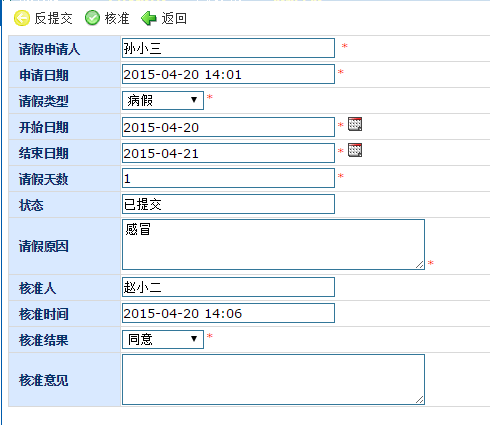 反提交 核准 返回
请假申请人 孙小三 *
申请日期 2015-04-20 14:01 *
请假类型 病假 *
开始日期 2015-04-20 *
结束日期 2015-04-21 *
请假天数 1 *
状态 已提交
请假原因 感冒 *
核准人 赵小二
核准时间 2015-04-20 14:06
核准结果 同意 *
核准意见